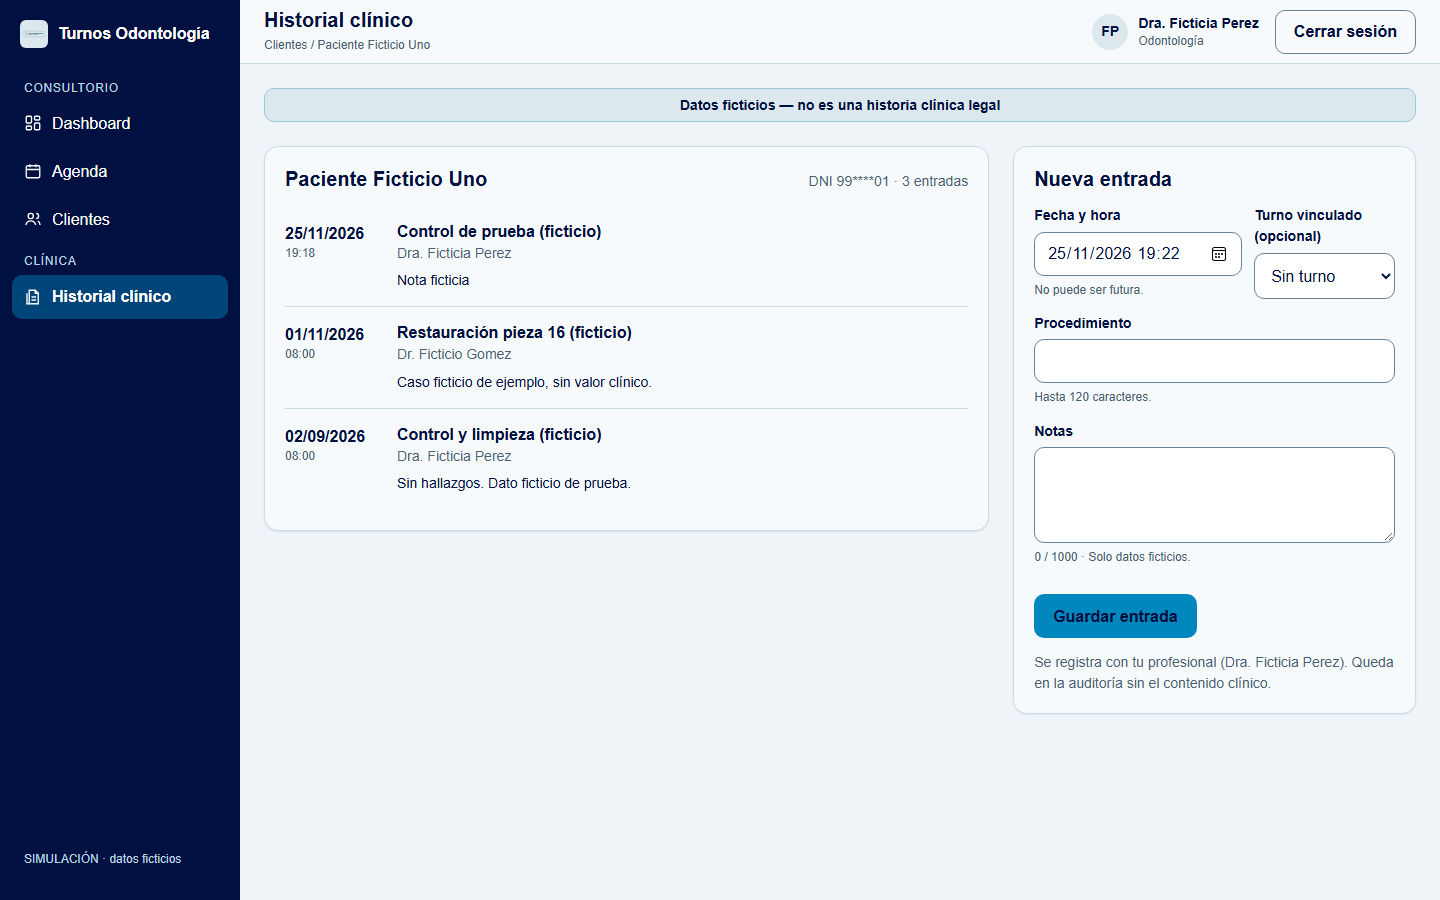 Turnos Odontología
CONSULTORIO
Dashboard
Agenda
Clientes
CLÍNICA
Historial clínico
SIMULACIÓN · datos ficticios
Historial clínico
Clientes / Paciente Ficticio Uno
FP
Dra. Ficticia Perez
Odontología
Cerrar sesión
Datos ficticios — no es una historia clínica legal
Paciente Ficticio Uno
DNI 99****01 · 3 entradas
25/11/2026
19:18
Control de prueba (ficticio)
Dra. Ficticia Perez
Nota ficticia
01/11/2026
08:00
Restauración pieza 16 (ficticio)
Dr. Ficticio Gomez
Caso ficticio de ejemplo, sin valor clínico.
02/09/2026
08:00
Control y limpieza (ficticio)
Dra. Ficticia Perez
Sin hallazgos. Dato ficticio de prueba.
Nueva entrada
Fecha y hora
25/11/2026 19:22
No puede ser futura.
Turno vinculado
(opcional)
Sin turno
Procedimiento
Hasta 120 caracteres.
Notas
0 / 1000 · Solo datos ficticios.
Guardar entrada
Se registra con tu profesional (Dra. Ficticia Perez). Queda
en la auditoría sin el contenido clínico.